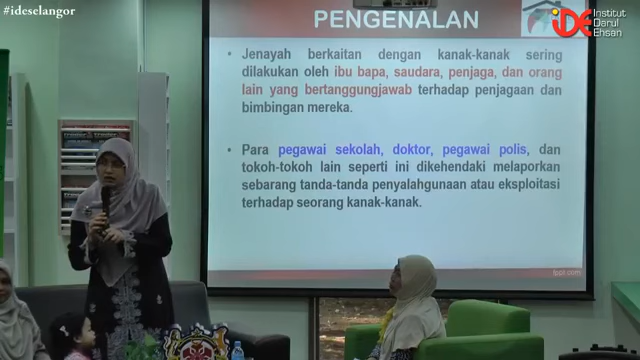 #ideselangor
PENGENALAN
iDE Institut
Darul
Ehsan
Jenayah berkaitan dengan kanak-kanak sering
dilakukan oleh ibu bapa, saudara, penjaga, dan orang
lain yang bertanggungjawab terhadap penjagaan dan
bimbingan mereka.
Para pegawai sekolah, doktor, pegawai polis, dan
tokoh-tokoh lain seperti ini dikehendaki melaporkan
sebarang tanda-tanda penyalahgunaan atau eksploitasi
terhadap seorang kanak-kanak.
fppt.com